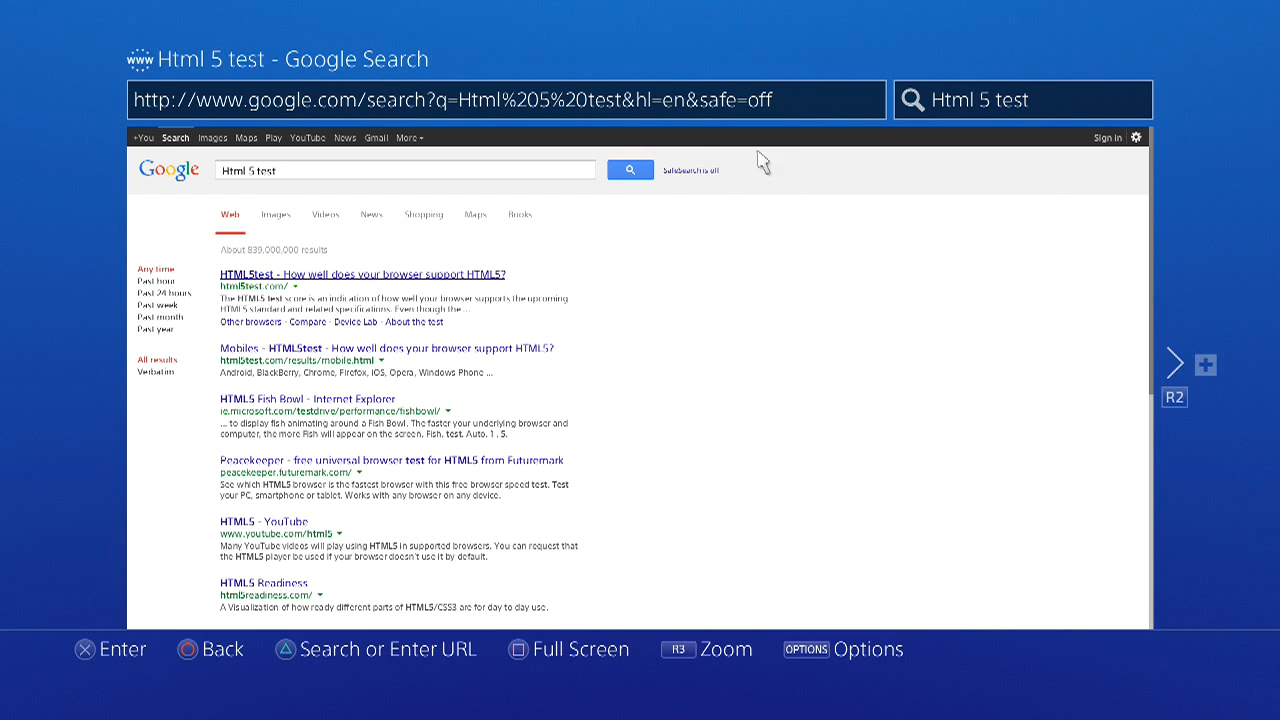 www Html 5 test - Google Search
http://www.google.com/search?q=Html%205%20test&hl=en&safe=off
Html 5 test
+You Search Images Maps Play YouTube News Gmail More
Sign in
Google
Html 5 test
SafeSearch is off
Web Images Videos News Shopping Maps Books
About 839,000,000 results
Any time
Past hour
Past 24 hours
Past week
Past month
Past year
All results
Verbatim
HTML5test - How well does your browser support HTML5?
html5test.com/
The HTML5 test score is an indication of how well your browser supports the upcoming
HTML5 standard and related specifications. Even though the ...
Other browsers - Compare - Device Lab - About the test
Mobiles - HTML5test - How well does your browser support HTML5?
html5test.com/results/mobile.html
Android, BlackBerry, Chrome, Firefox, iOS, Opera, Windows Phone ...
HTML5 Fish Bowl - Internet Explorer
ie.microsoft.com/testdrive/performance/fishbowl/
... to display fish animating around a Fish Bowl. The faster your underlying browser and
computer, the more Fish will appear on the screen. Fish. test. Auto. 1 . 5.
Peacekeeper - free universal browser test for HTML5 from Futuremark
peacekeeper.futuremark.com/
See which HTML5 browser is the fastest browser with this free browser speed test. Test
your PC, smartphone or tablet. Works with any browser on any device.
HTML5 - YouTube
www.youtube.com/html5
Many YouTube videos will play using HTML5 in supported browsers. You can request that
the HTML5 player be used if your browser doesn't use it by default.
HTML5 Readiness
html5readiness.com/
A Visualization of how ready different parts of HTML5/CSS3 are for day to day use.
R2
Enter Back Search or Enter URL Full Screen R3 Zoom OPTIONS Options